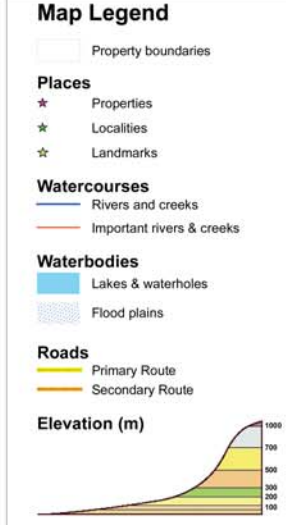 Map Legend
Property boundaries
Places
Properties
Localities
Landmarks
Watercourses
Rivers and creeks
Important rivers & creeks
Waterbodies
Lakes & waterholes
Flood plains
Roads
Primary Route
Secondary Route
Elevation (m)
1000
700
500
300
200
100